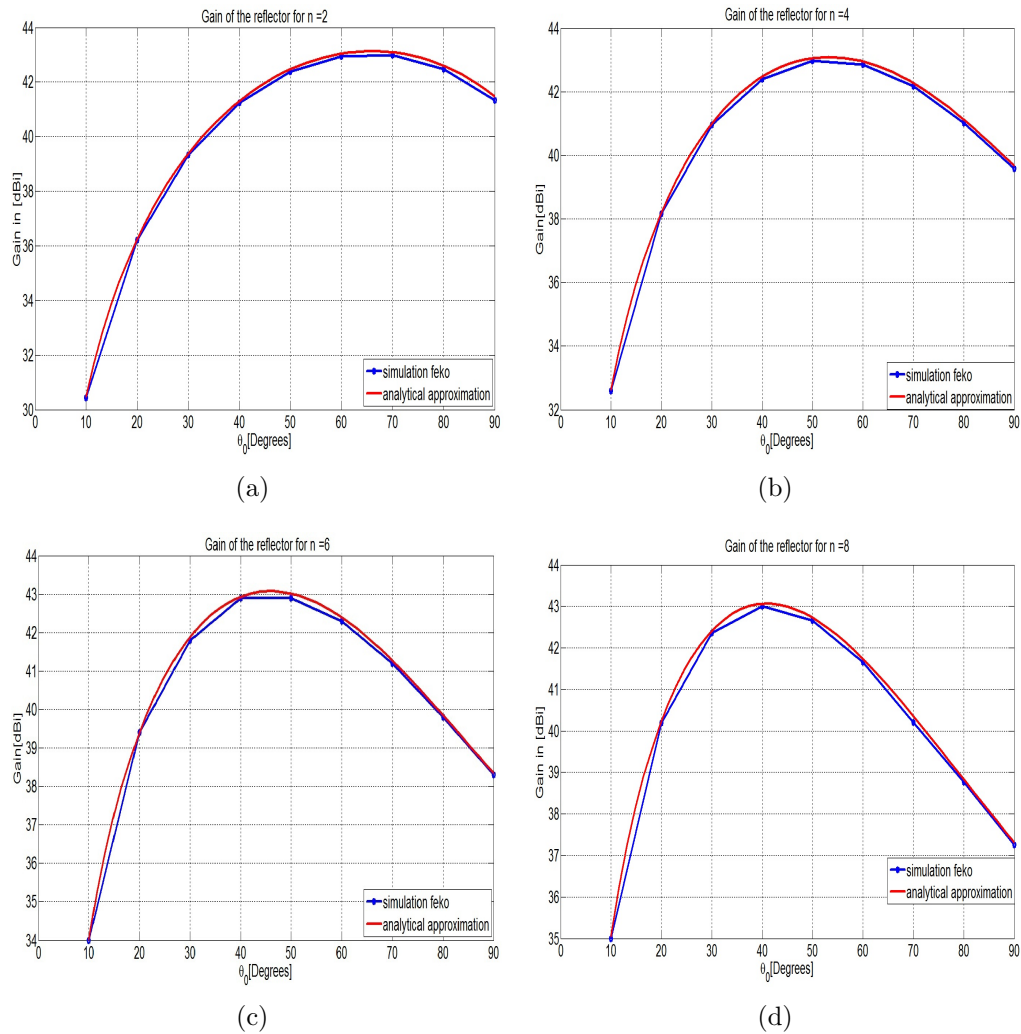 Gain of the reflector for n =2
44
42
40
38
36
34
32
30
Gain in [dBi]
0 10 20 30 40 50 60 70 80 90
θ0[Degrees]
simulation feko
analytical approximation
(a)
Gain of the reflector for n =4
44
42
40
38
36
34
32
Gain[dBi]
0 10 20 30 40 50 60 70 80 90
θ0[Degrees]
simulation feko
analytical approximation
(b)
Gain of the reflector for n =6
44
43
42
41
40
39
38
37
36
35
34
Gain[dBi]
0 10 20 30 40 50 60 70 80 90
θ0[Degrees]
simulation feko
analytical approximation
(c)
Gain of the reflector for n =8
44
43
42
41
40
39
38
37
36
35
Gain in [dBi]
0 10 20 30 40 50 60 70 80 90
θ0[Degrees]
simulation feko
analytical approximation
(d)